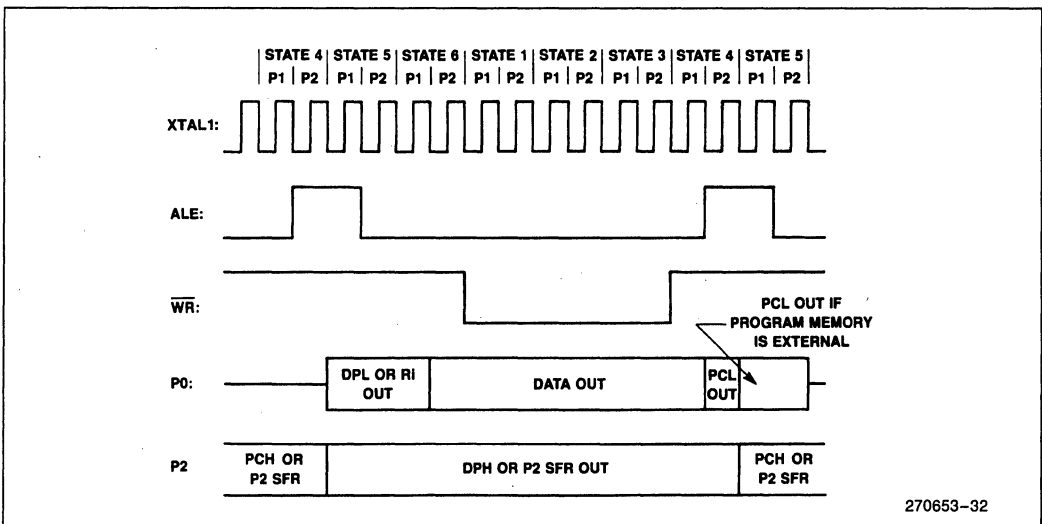 STATE 4 STATE 5 STATE 6 STATE 1 STATE 2 STATE 3 STATE 4 STATE 5
P1 P2 P1 P2 P1 P2 P1 P2 P1 P2 P1 P2 P1 P2 P1 P2
XTAL1:
ALE:
WR:
PCL OUT IF
PROGRAM MEMORY
IS EXTERNAL
P0:
DPL OR Ri
OUT
DATA OUT
PCL
OUT
P2
PCH OR
P2 SFR
DPH OR P2 SFR OUT
PCH OR
P2 SFR
270653-32